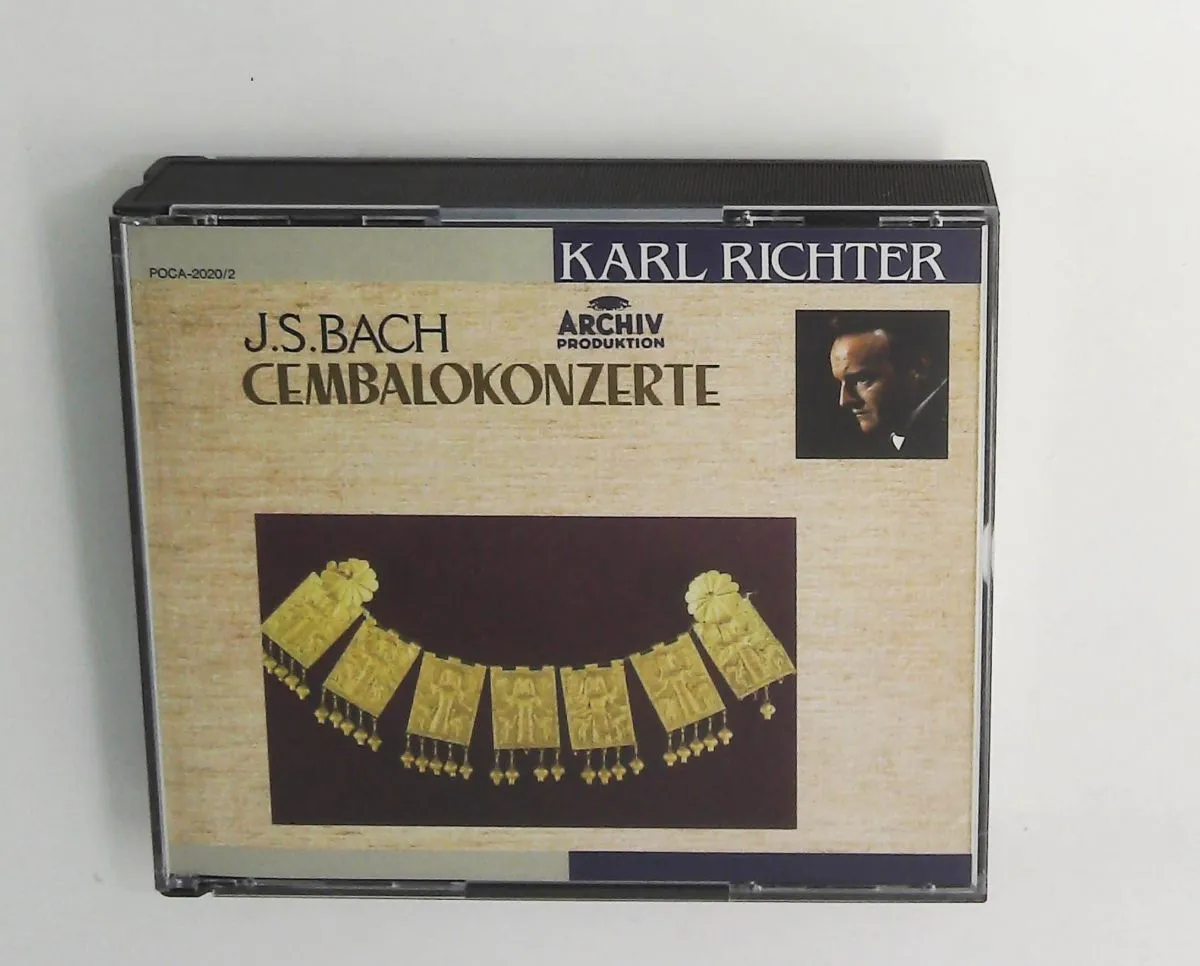 KARL RICHTER
POCA-2020/2
J.S.BACH
ARCHIV
PRODUKTION
CEMBALOKONZERTE